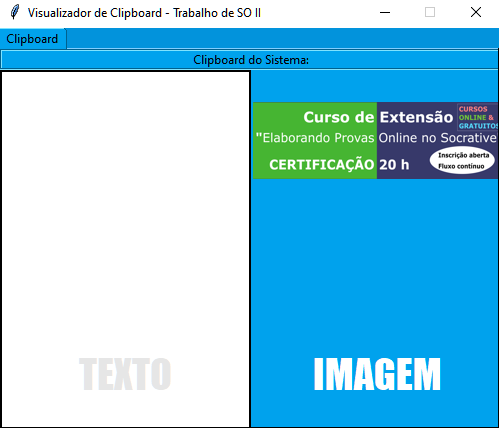 Visualizador de Clipboard - Trabalho de SO II
Clipboard
Clipboard do Sistema:
Curso de Extensão
CURSOS
ONLINE &
GRATUITOS
"Elaborando Provas Online no Socrative
CERTIFICAÇÃO 20 h
Inscrição aberta
Fluxo contínuo
TEXTO
IMAGEM